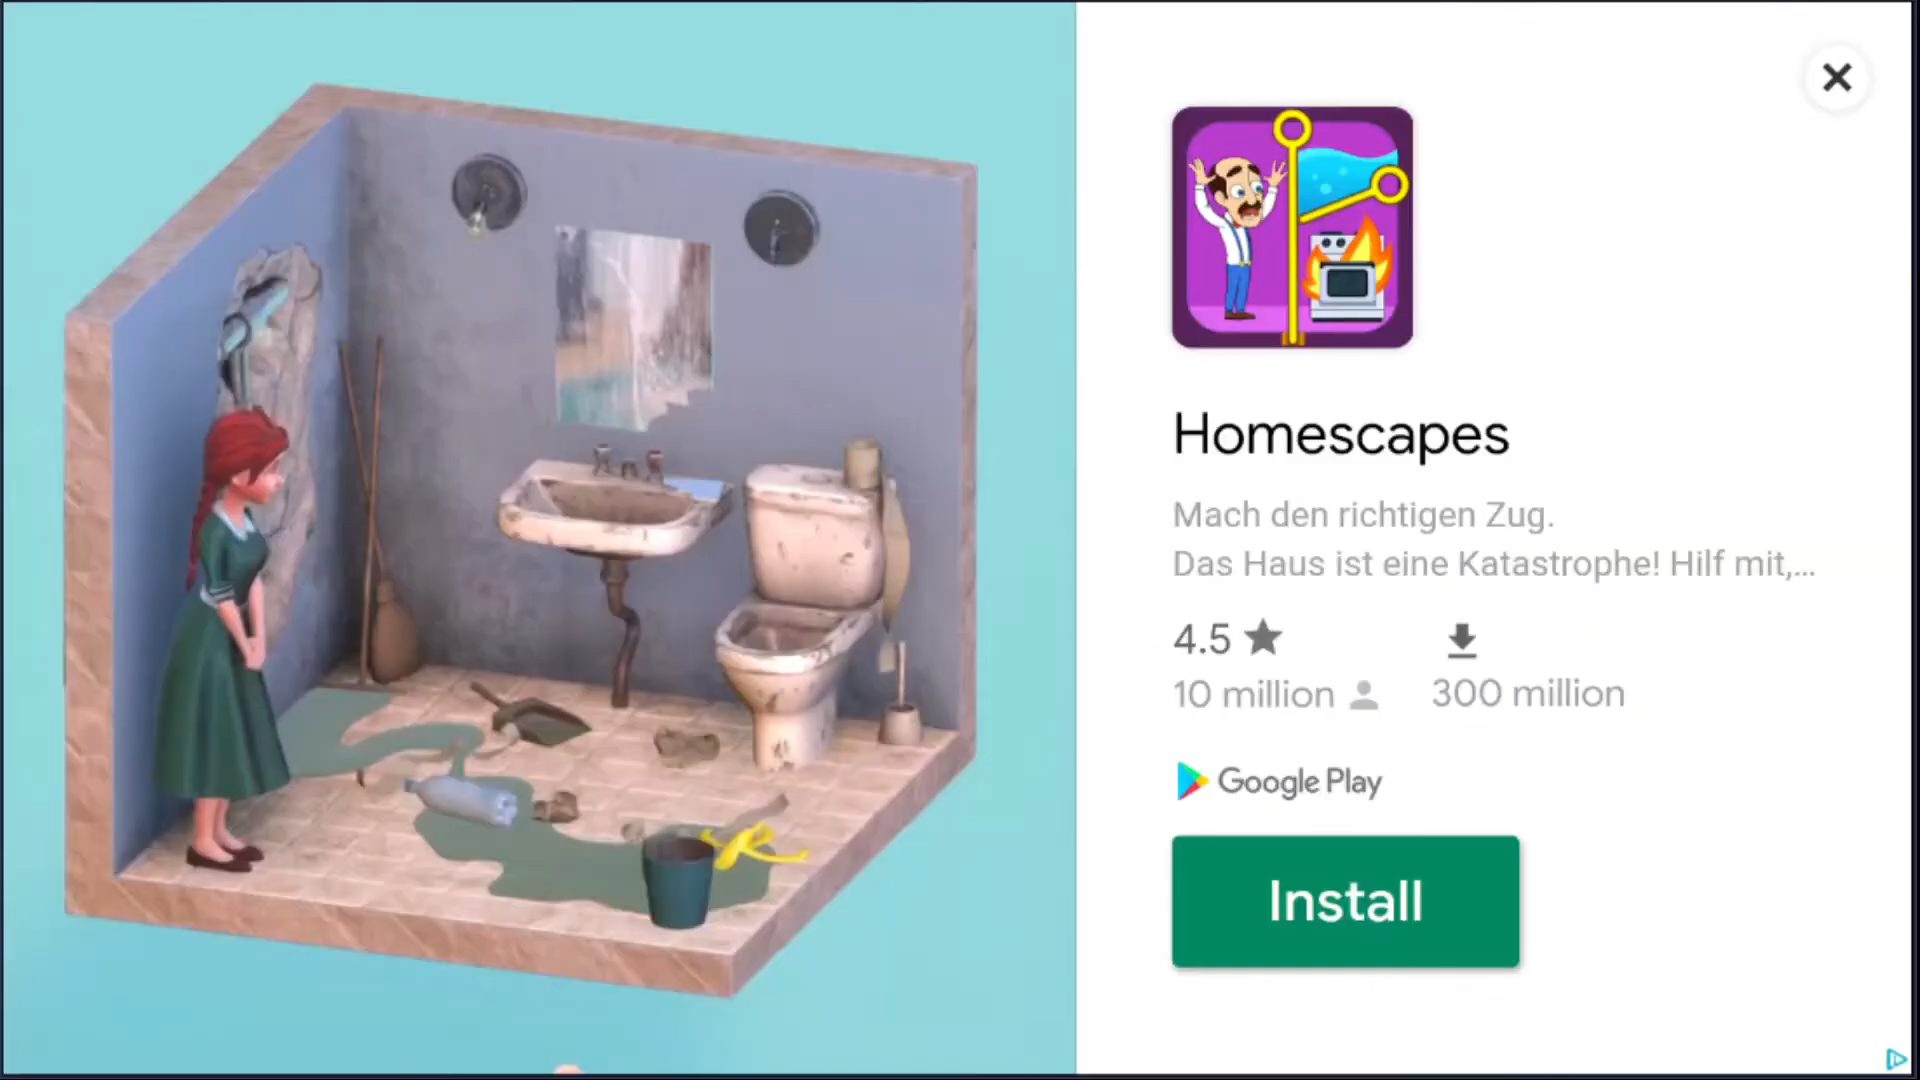 Homescapes
Mach den richtigen Zug.
Das Haus ist eine Katastrophe! Hilf mit,...
4.5
10 million
300 million
Google Play
Install